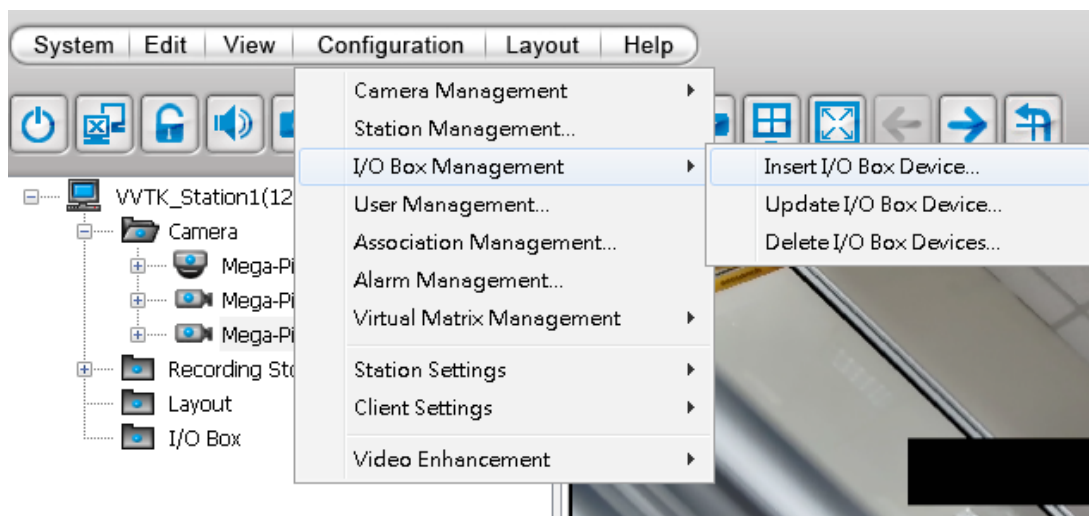 System Edit View Configuration Layout Help
Camera Management
Station Management...
I/O Box Management
User Management...
Association Management...
Alarm Management...
Virtual Matrix Management
Station Settings
Client Settings
Video Enhancement
Insert I/O Box Device...
Update I/O Box Device...
Delete I/O Box Devices...
VVTK_Station1(12
Camera
Mega-Pi
Mega-Pi
Mega-Pi
Recording Sto
Layout
I/O Box